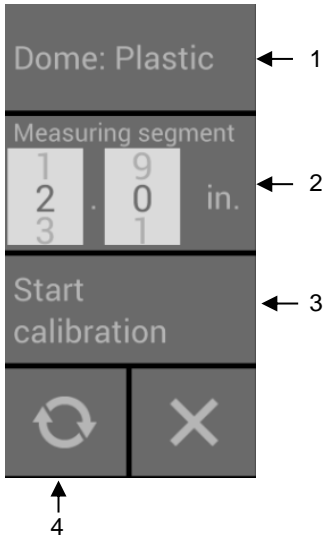 Dome: Plastic
1
Measuring segment
1 9
2 . 0 in.
3 1
2
Start
calibration
3
4